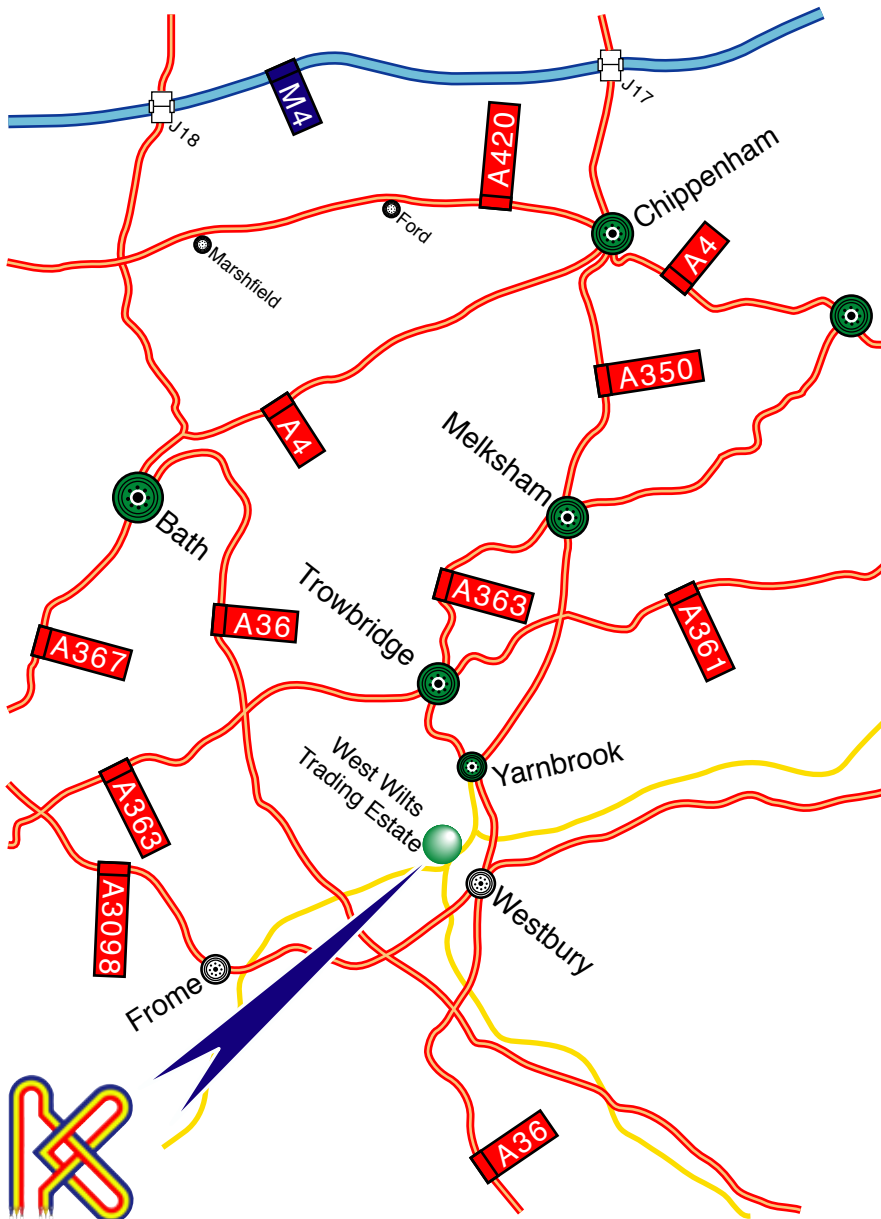 M4
J18
J17
A420
Chippenham
Ford
Marshfield
A4
A350
A4
Melksham
Bath
Trowbridge
A363
A36
A361
A367
West Wilts
Trading Estate
Yarnbrook
A363
A3098
Westbury
Frome
A36